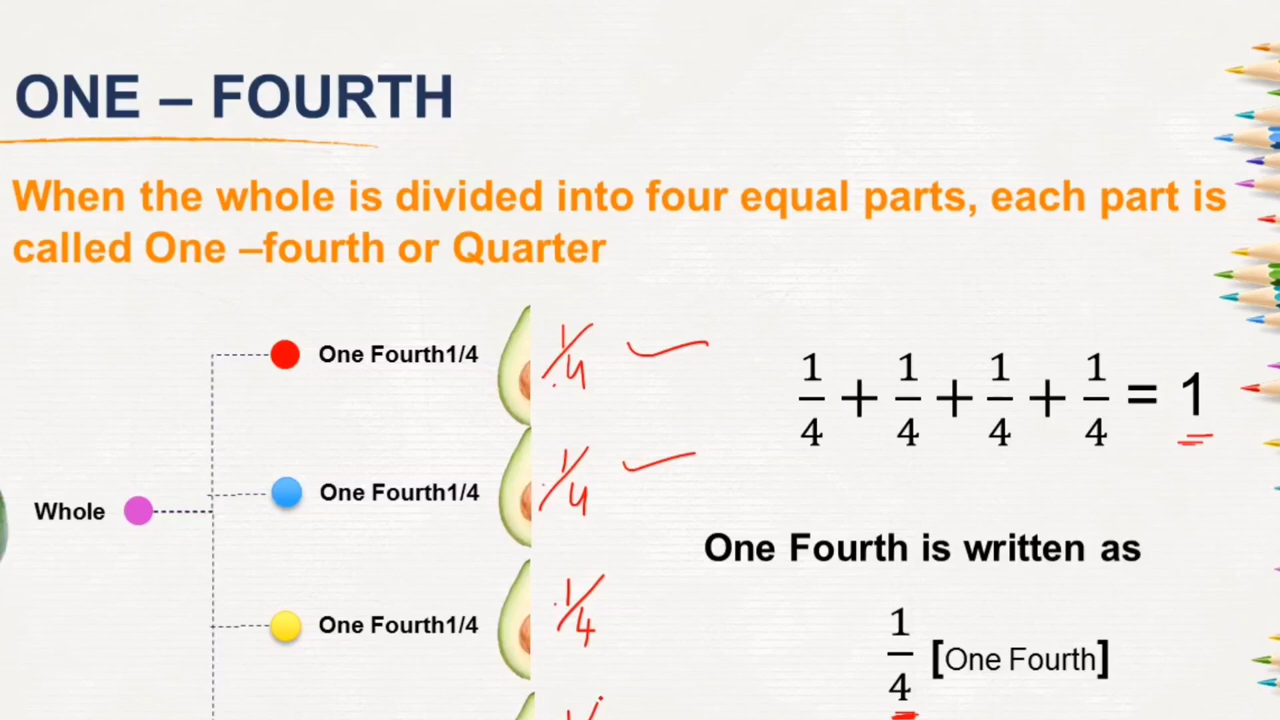 ONE – FOURTH
When the whole is divided into four equal parts, each part is
called One –fourth or Quarter
One Fourth1/4
1/4
1/4 + 1/4 + 1/4 + 1/4 = 1
One Fourth1/4
1/4
Whole
One Fourth is written as
One Fourth1/4
1/4
1/4 [One Fourth]